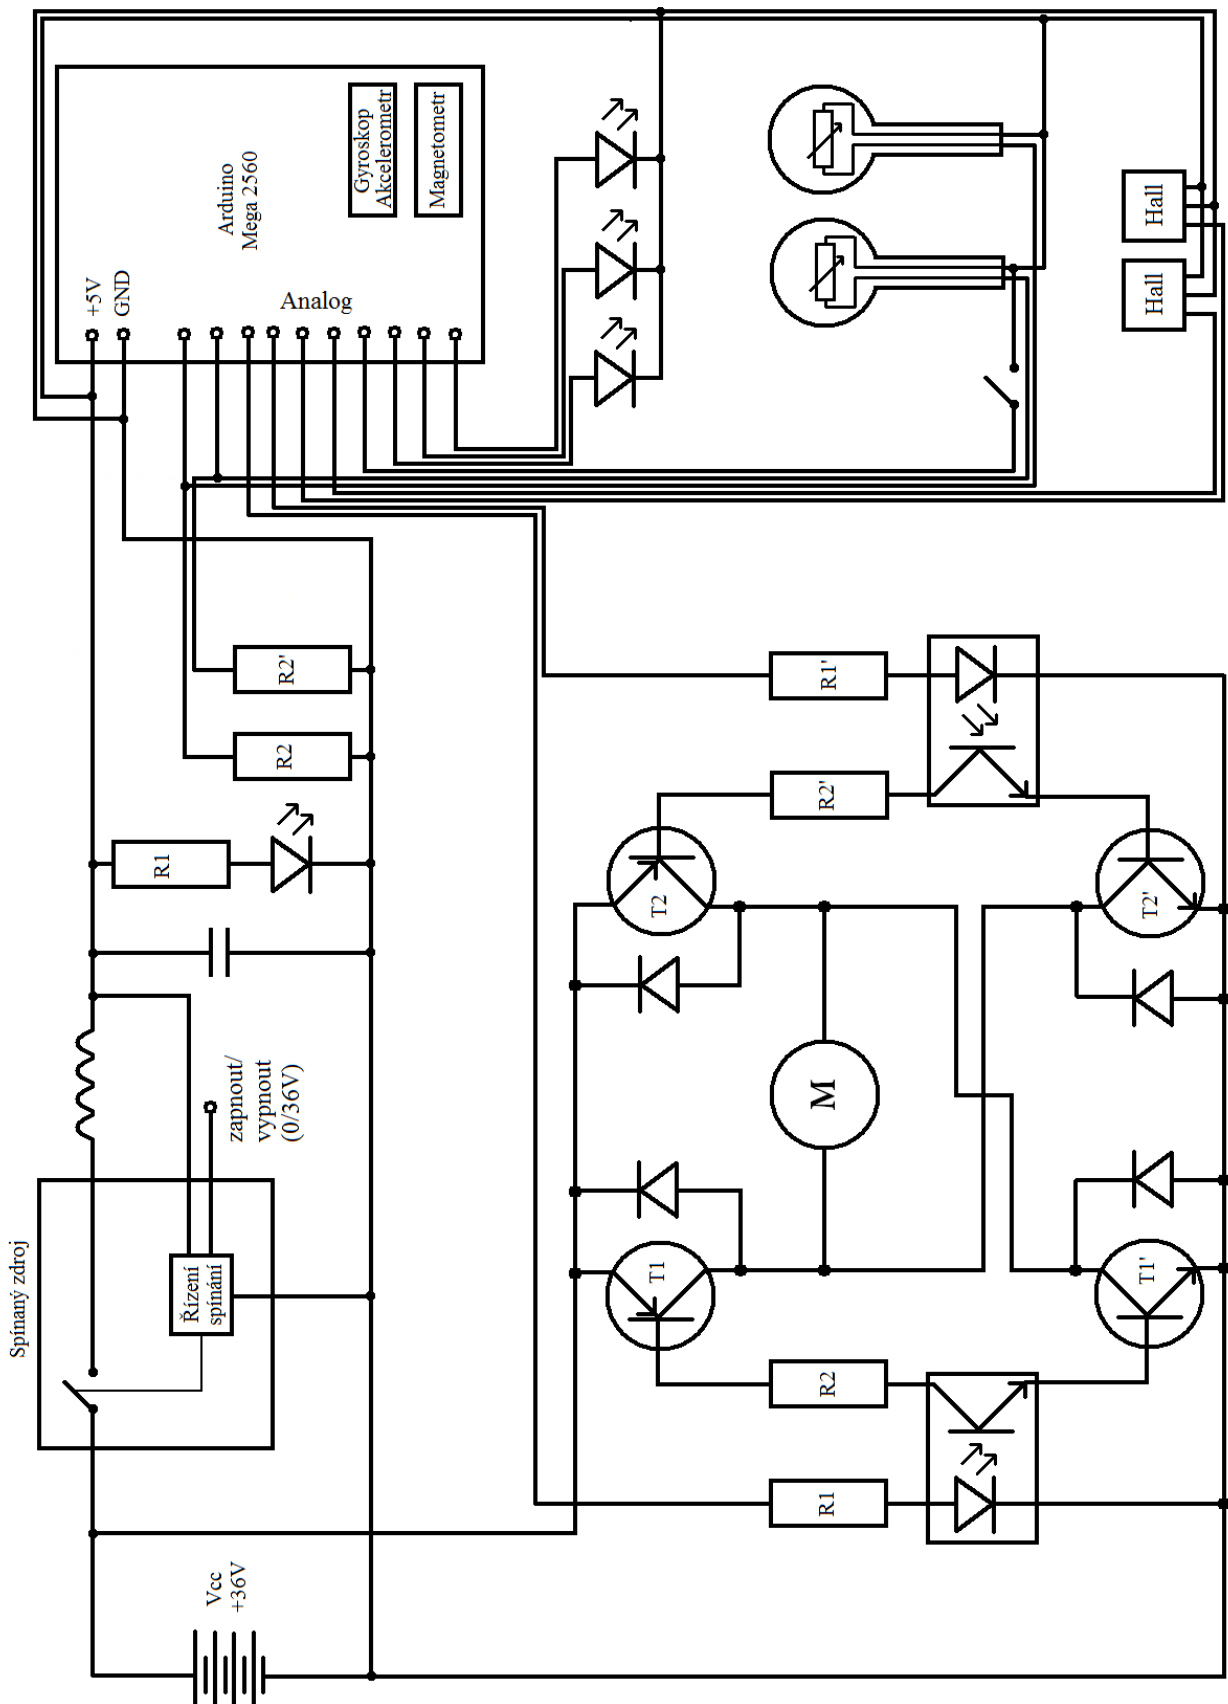 Arduino
Mega 2560
Gyroskop
Akcelerometr
Magnetometr
+5V
GND
Analog
Hall
Hall
R2'
R2
R1
zapnout/
vypnout
(0/36V)
Spínaný zdroj
Řízení
spínání
Vcc
+36V
R1'
R2'
T2
T2'
M
T1
T1'
R2
R1